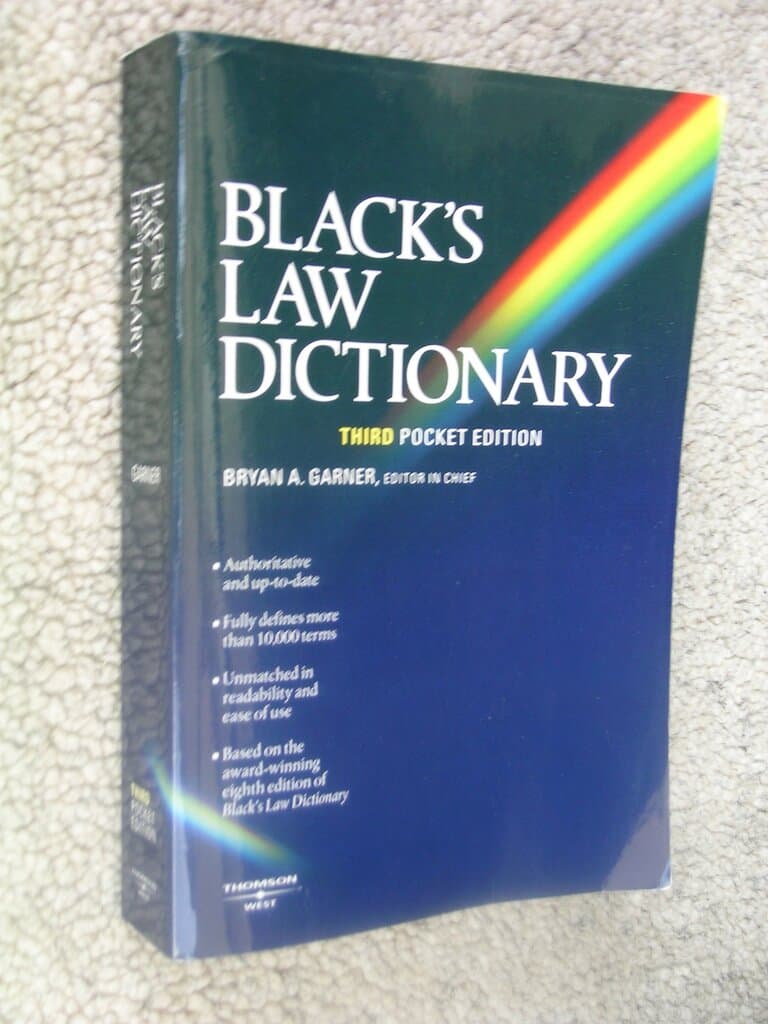 BLACK'S
LAW
DICTIONARY
THIRD POCKET EDITION
BRYAN A. GARNER, EDITOR IN CHIEF
• Authoritative
and up-to-date
• Fully defines more
than 10,000 terms
• Unmatched in
readability and
ease of use
• Based on the
award-winning
eighth edition of
Black's Law Dictionary
THOMSON
WEST
BLACK'S
LAW
DICTIONARY
GARNER
THIRD
POCKET
EDITION